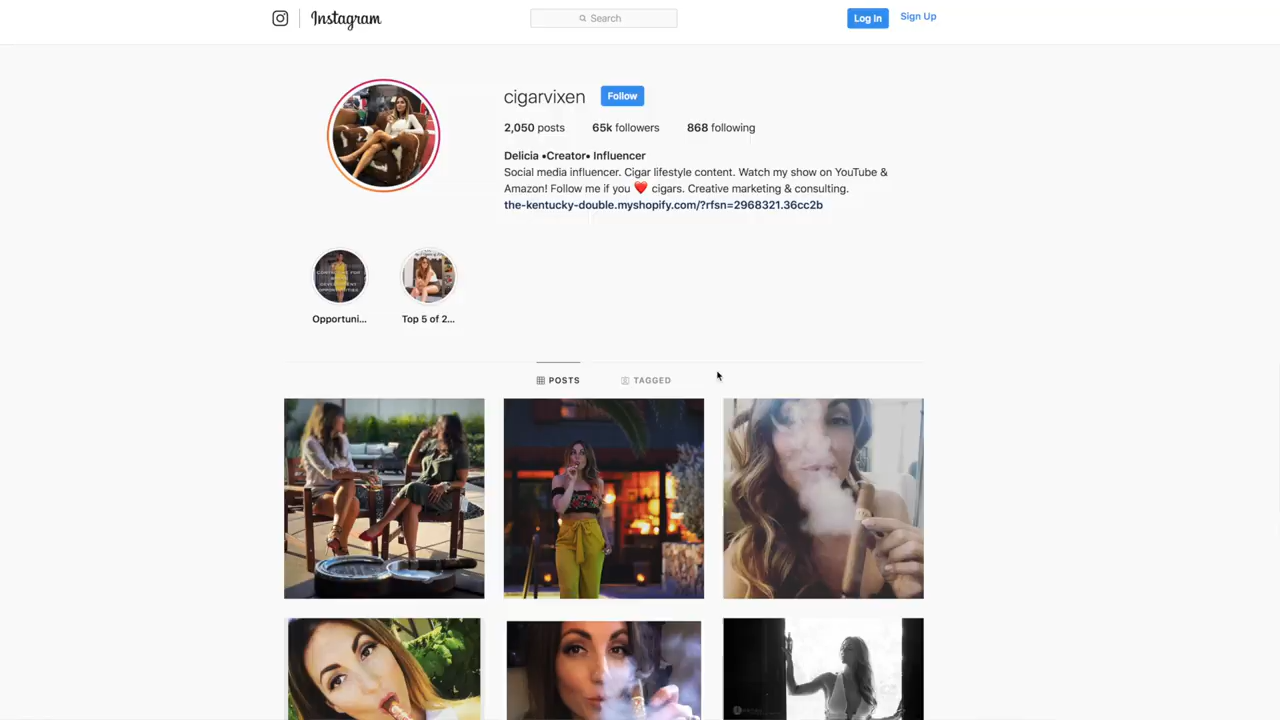 Instagram
Search
Log In
Sign Up
cigarvixen
Follow
2,050 posts 65k followers 868 following
Delicia •Creator• Influencer
Social media influencer. Cigar lifestyle content. Watch my show on YouTube &
Amazon! Follow me if you ❤️ cigars. Creative marketing & consulting.
the-kentucky-double.myshopify.com/?rfsn=2968321.36cc2b
Opportuni...
Top 5 of 2...
POSTS
TAGGED